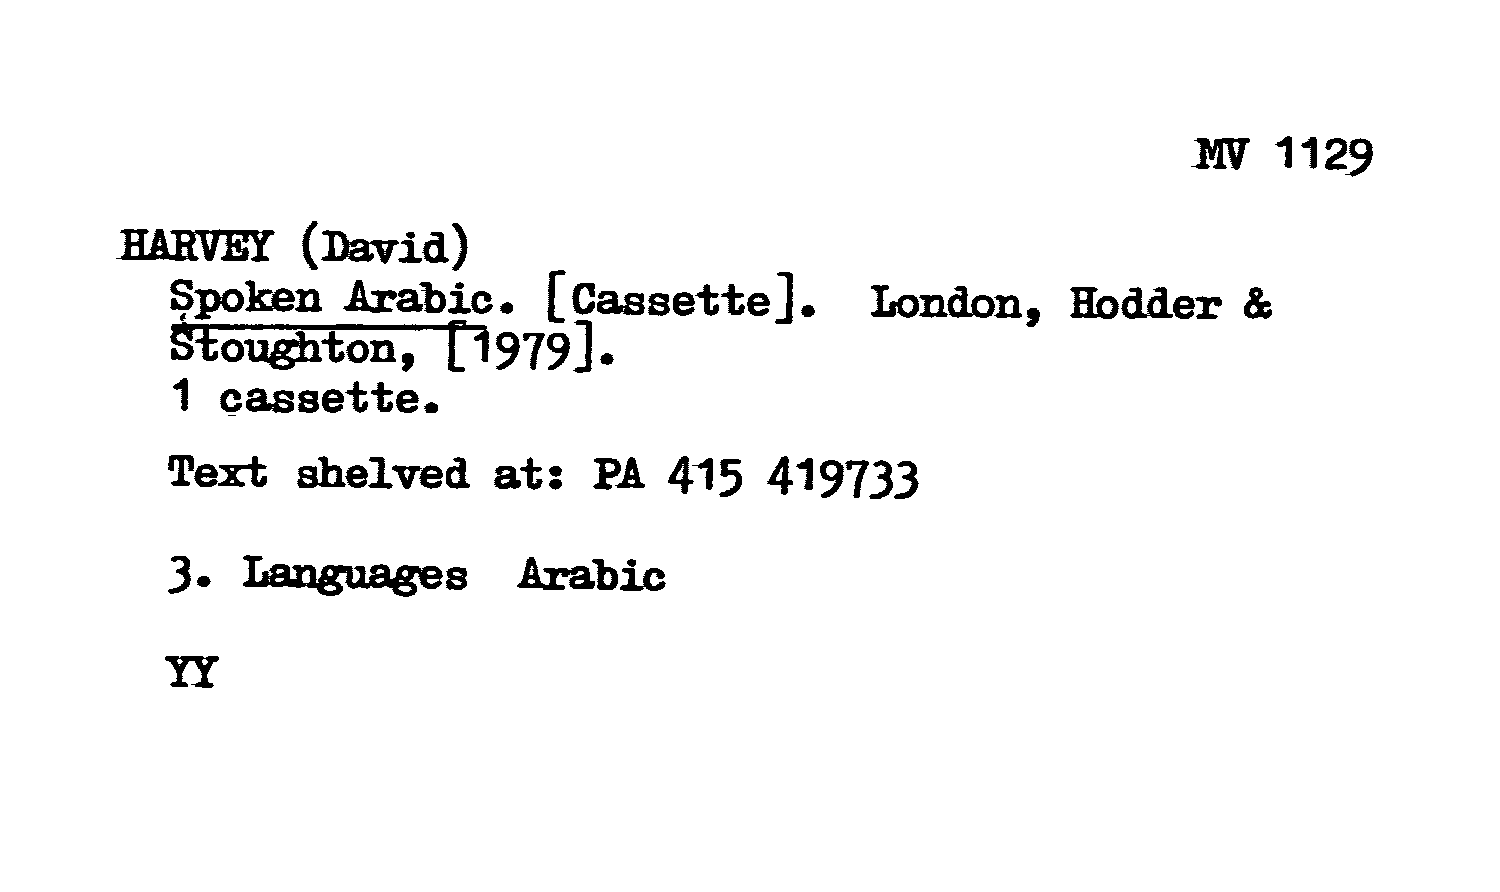 MV 1129
HARVEY (David)
Spoken Arabic. [Cassette]. London, Hodder &
Stoughton, [1979].
1 cassette.
Text shelved at: PA 415 419733
3. Languages Arabic
YY